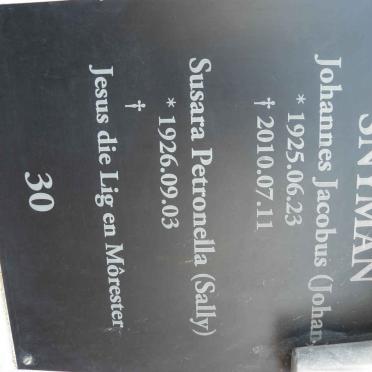 SNYMAN
Johannes Jacobus (Johan
* 1925.06.23
† 2010.07.11
Susara Petronella (Sally)
* 1926.09.03
†
Jesus die Lig en Môrester
30